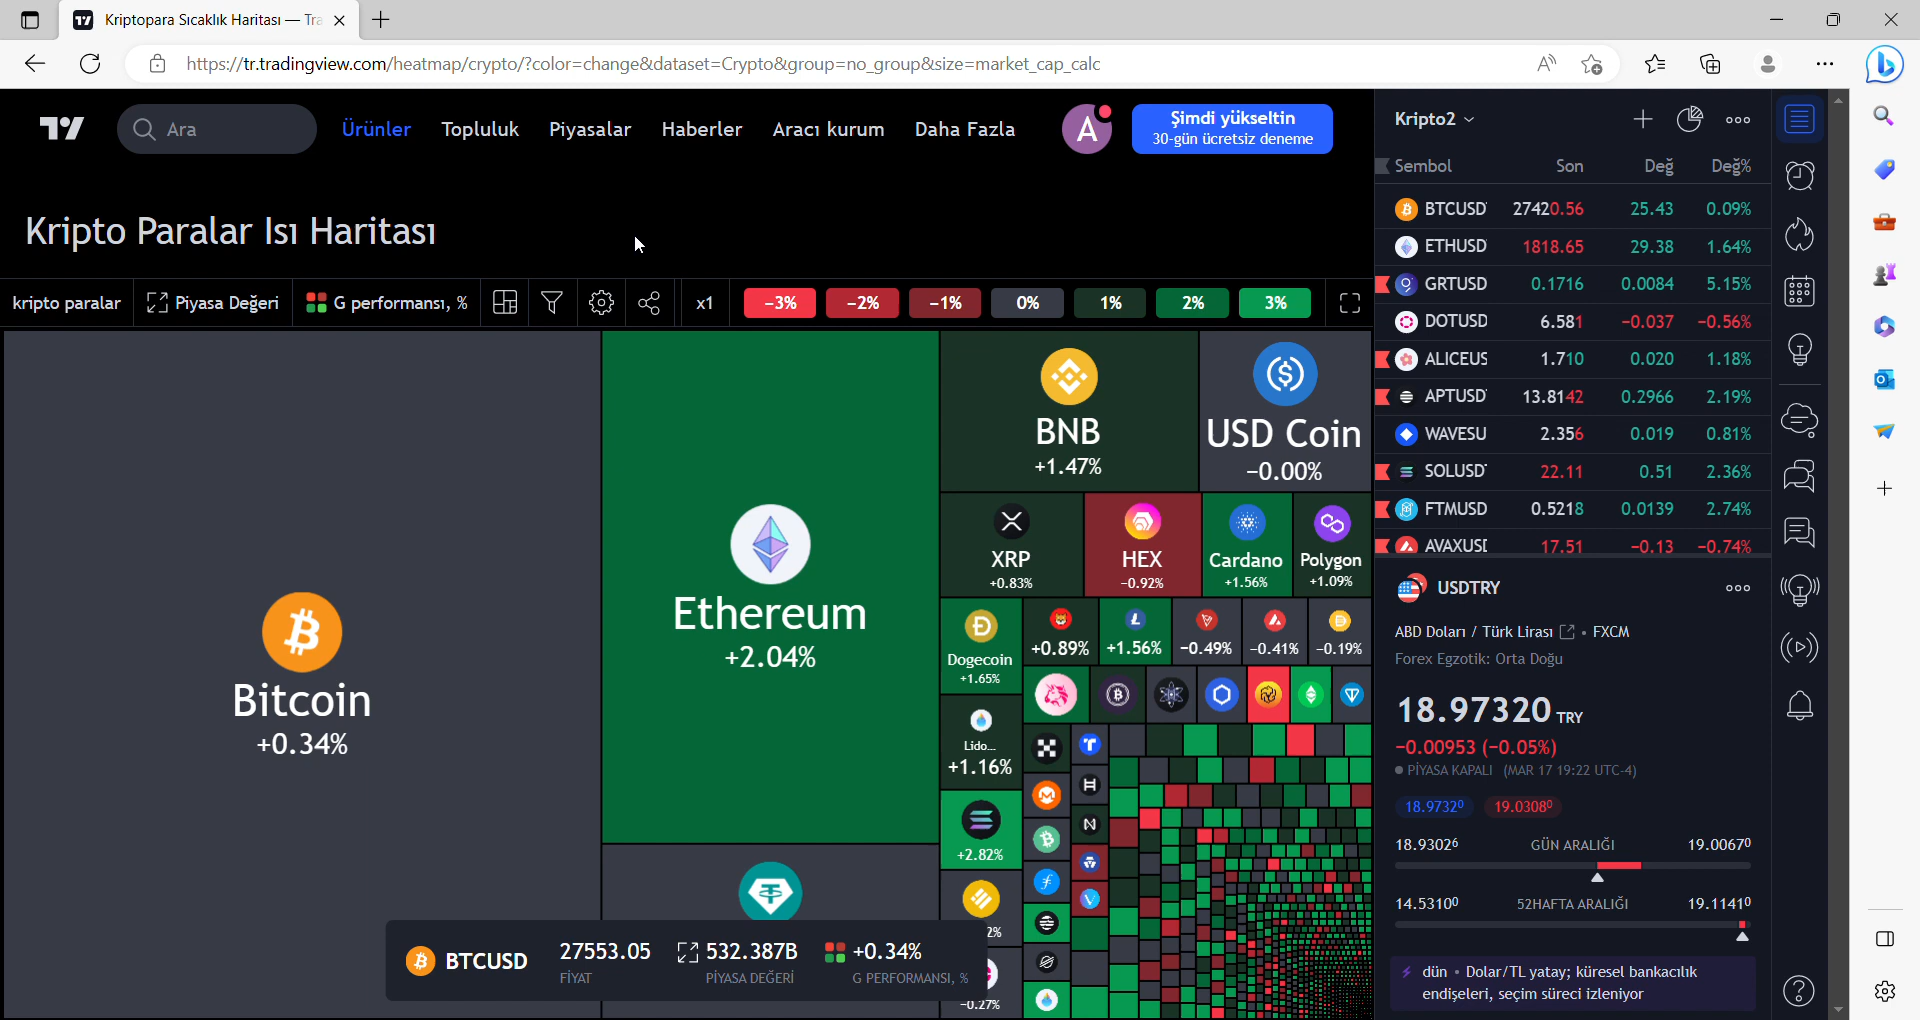 Kriptopara Sıcaklık Haritası — Tra
https://tr.tradingview.com/heatmap/crypto/?color=change&dataset=Crypto&group=no_group&size=market_cap_calc
Ara
Ürünler
Topluluk
Piyasalar
Haberler
Aracı kurum
Daha Fazla
A
Şimdi yükseltin
30-gün ücretsiz deneme
Kripto Paralar Isı Haritası
kripto paralar
Piyasa Değeri
G performansı, %
x1
−3%
−2%
−1%
0%
1%
2%
3%
Bitcoin
+0.34%
Ethereum
+2.04%
BNB
+1.47%
USD Coin
−0.00%
XRP
+0.83%
HEX
−0.92%
Cardano
+1.56%
Polygon
+1.09%
Dogecoin
+1.65%
+0.89%
+1.56%
−0.49%
−0.41%
−0.19%
Lido...
+1.16%
+2.82%
2%
−0.27%
BTCUSD
27553.05
FİYAT
532.387B
PİYASA DEĞERİ
+0.34%
G PERFORMANSI, %
Kripto2
Sembol Son Değ Değ%
BTCUSD 27420.56 25.43 0.09%
ETHUSD 1818.65 29.38 1.64%
GRTUSD 0.1716 0.0084 5.15%
DOTUSD 6.581 −0.037 −0.56%
ALICEUS 1.710 0.020 1.18%
APTUSD 13.8142 0.2966 2.19%
WAVESU 2.356 0.019 0.81%
SOLUSD 22.11 0.51 2.36%
FTMUSD 0.5218 0.0139 2.74%
AVAXUSD 17.51 −0.13 −0.74%
USDTRY
ABD Doları / Türk Lirası • FXCM
Forex Egzotik: Orta Doğu
18.97320 TRY
−0.00953 (−0.05%)
PİYASA KAPALI (MAR 17 19:22 UTC-4)
18.97320 19.03080
18.93026 GÜN ARALIĞI 19.00670
14.53100 52HAFTA ARALIĞI 19.11410
dün • Dolar/TL yatay; küresel bankacılık
endişeleri, seçim süreci izleniyor